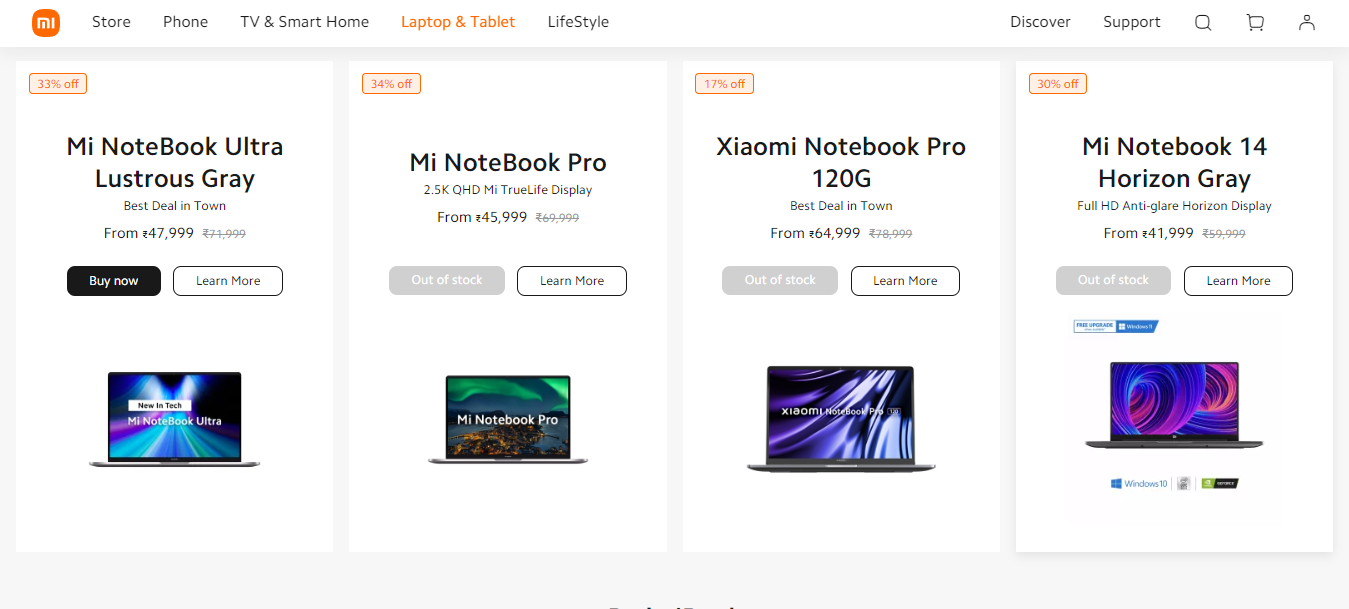 mi
Store
Phone
TV & Smart Home
Laptop & Tablet
LifeStyle
Discover
Support
33% off
Mi NoteBook Ultra
Lustrous Gray
Best Deal in Town
From ₹47,999 ₹71,999
Buy now
Learn More
New In Tech
Mi NoteBook Ultra
34% off
Mi NoteBook Pro
2.5K QHD Mi TrueLife Display
From ₹45,999 ₹69,999
Out of stock
Learn More
Mi Notebook Pro
17% off
Xiaomi Notebook Pro
120G
Best Deal in Town
From ₹64,999 ₹78,999
Out of stock
Learn More
XIAOMI NoteBook Pro 120
30% off
Mi Notebook 14
Horizon Gray
Full HD Anti-glare Horizon Display
From ₹41,999 ₹59,999
Out of stock
Learn More
FREE UPGRADE
Windows 11
Windows10
GEFORCE